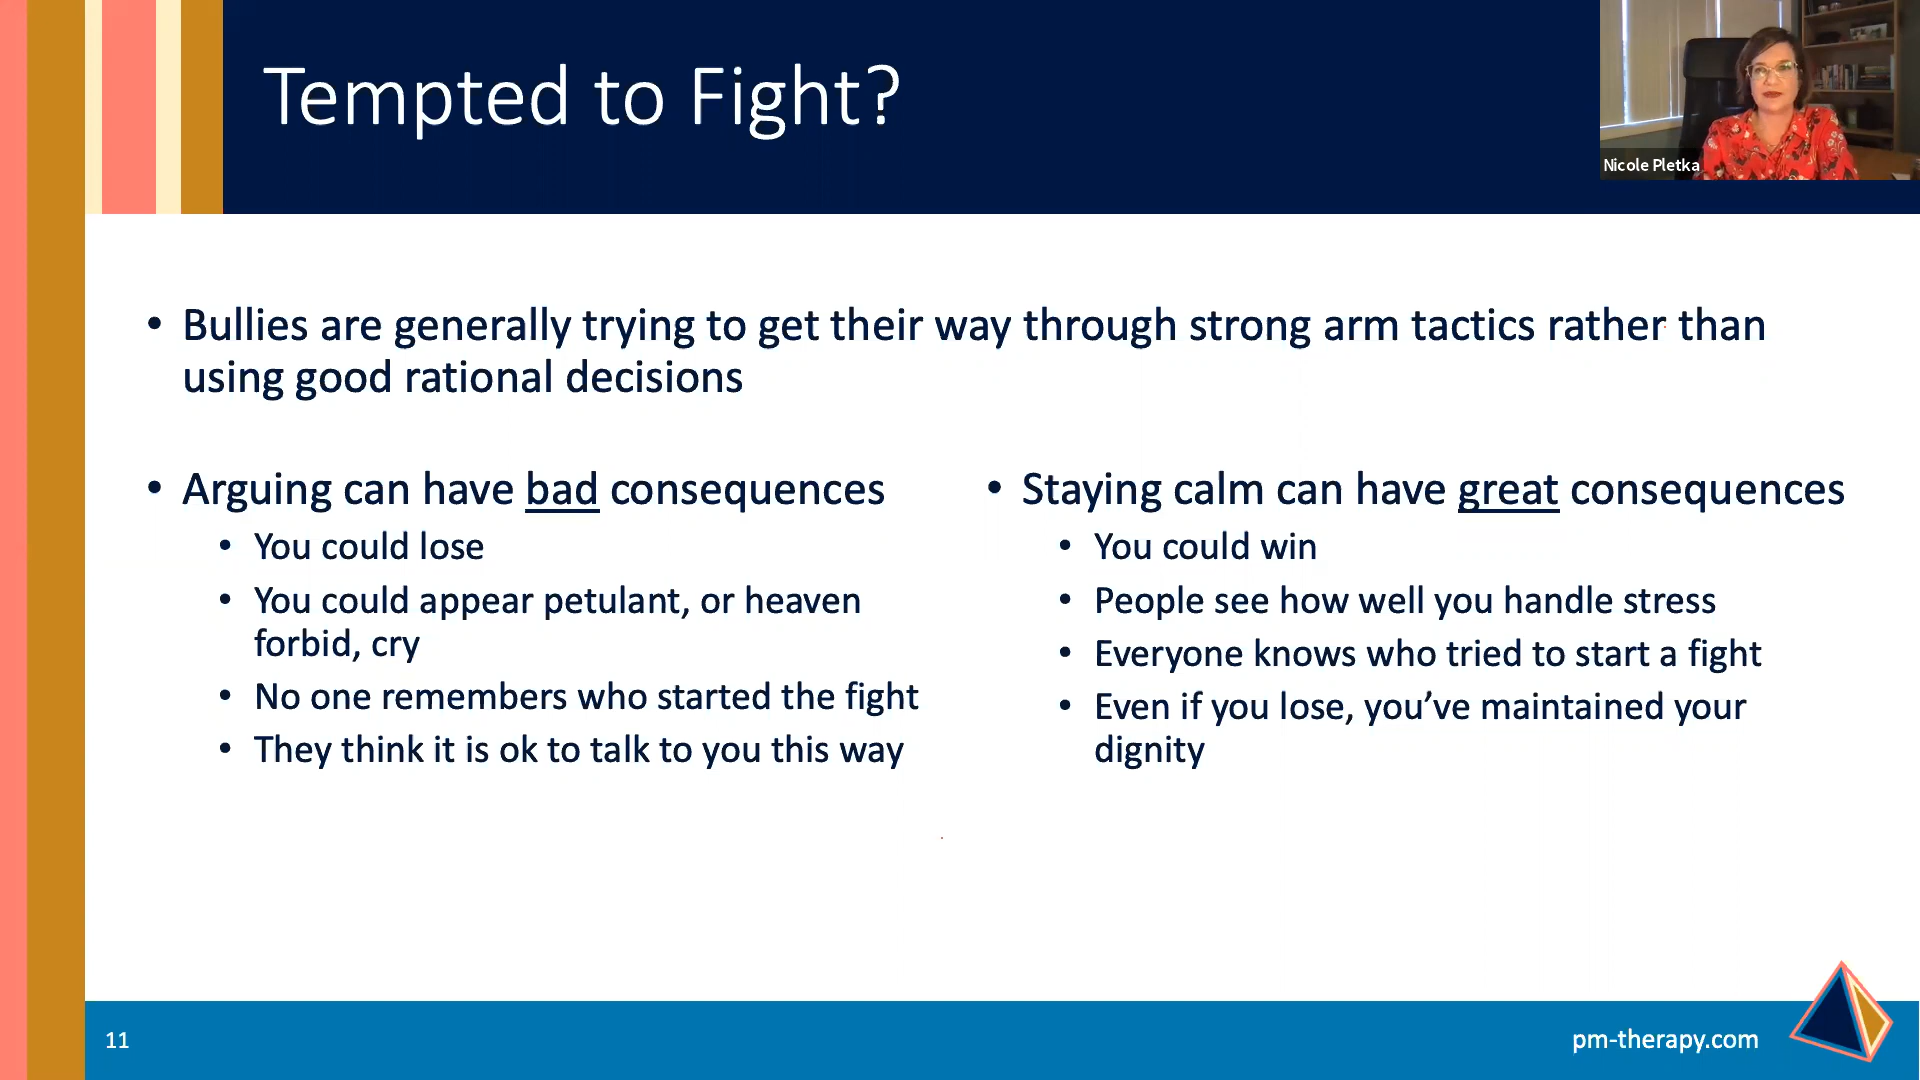 Tempted to Fight?
Nicole Pletka
• Bullies are generally trying to get their way through strong arm tactics rather than
using good rational decisions
• Arguing can have bad consequences
• You could lose
• You could appear petulant, or heaven
forbid, cry
• No one remembers who started the fight
• They think it is ok to talk to you this way
• Staying calm can have great consequences
• You could win
• People see how well you handle stress
• Everyone knows who tried to start a fight
• Even if you lose, you’ve maintained your
dignity
11
pm-therapy.com